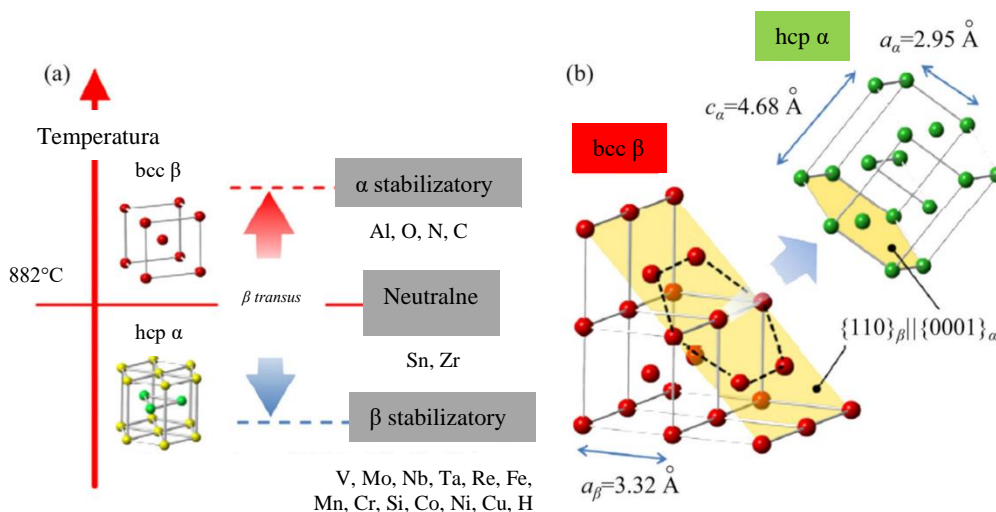 (a)
Temperatura
bcc β
α stabilizatory
Al, O, N, C
882°C
β transus
Neutralne
hcp α
Sn, Zr
β stabilizatory
V, Mo, Nb, Ta, Re, Fe,
Mn, Cr, Si, Co, Ni, Cu, H
(b)
hcp α
aα=2.95 Å
cα=4.68 Å
bcc β
{110}β||{0001}α
aβ=3.32 Å